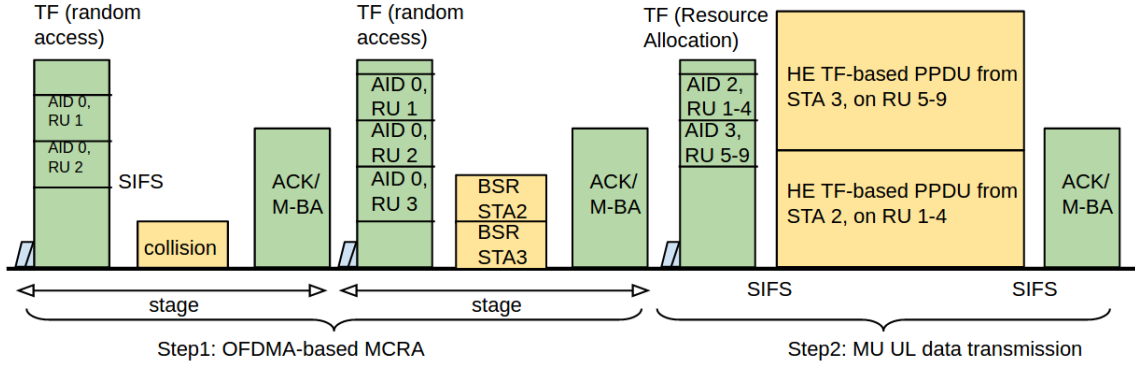 TF (random
access)
AID 0,
RU 1
AID 0,
RU 2
SIFS
collision
ACK/
M-BA
TF (random
access)
AID 0,
RU 1
AID 0,
RU 2
AID 0,
RU 3
BSR
STA2
BSR
STA3
ACK/
M-BA
TF (Resource
Allocation)
AID 2,
RU 1-4
AID 3,
RU 5-9
HE TF-based PPDU from
STA 3, on RU 5-9
HE TF-based PPDU from
STA 2, on RU 1-4
ACK/
M-BA
SIFS
SIFS
stage
stage
Step1: OFDMA-based MCRA
Step2: MU UL data transmission